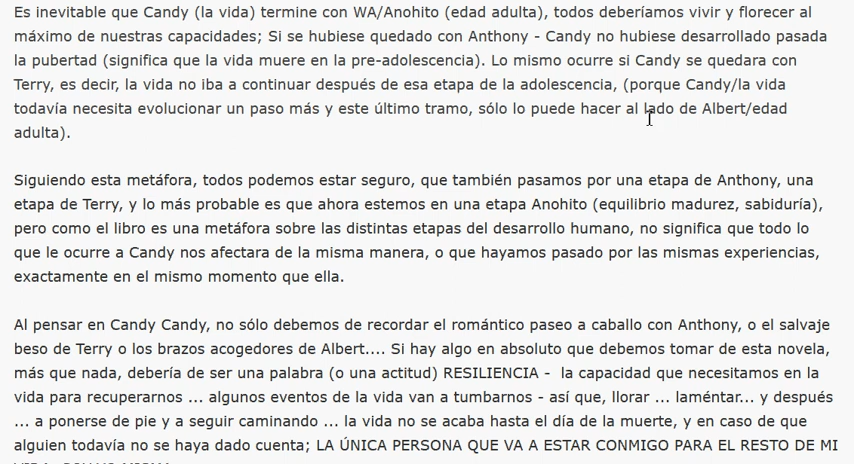 Es inevitable que Candy (la vida) termine con WA/Anohito (edad adulta), todos deberíamos vivir y florecer al
máximo de nuestras capacidades; Si se hubiese quedado con Anthony - Candy no hubiese desarrollado pasada
la pubertad (significa que la vida muere en la pre-adolescencia). Lo mismo ocurre si Candy se quedara con
Terry, es decir, la vida no iba a continuar después de esa etapa de la adolescencia, (porque Candy/la vida
todavía necesita evolucionar un paso más y este último tramo, sólo lo puede hacer al lado de Albert/edad
adulta).
Siguiendo esta metáfora, todos podemos estar seguro, que también pasamos por una etapa de Anthony, una
etapa de Terry, y lo más probable es que ahora estemos en una etapa Anohito (equilibrio madurez, sabiduría),
pero como el libro es una metáfora sobre las distintas etapas del desarrollo humano, no significa que todo lo
que le ocurre a Candy nos afectara de la misma manera, o que hayamos pasado por las mismas experiencias,
exactamente en el mismo momento que ella.
Al pensar en Candy Candy, no sólo debemos de recordar el romántico paseo a caballo con Anthony, o el salvaje
beso de Terry o los brazos acogedores de Albert.... Si hay algo en absoluto que debemos tomar de esta novela,
más que nada, debería de ser una palabra (o una actitud) RESILIENCIA - la capacidad que necesitamos en la
vida para recuperarnos ... algunos eventos de la vida van a tumbarnos - así que, llorar ... laméntar... y después
... a ponerse de pie y a seguir caminando ... la vida no se acaba hasta el día de la muerte, y en caso de que
alguien todavía no se haya dado cuenta; LA ÚNICA PERSONA QUE VA A ESTAR CONMIGO PARA EL RESTO DE MI